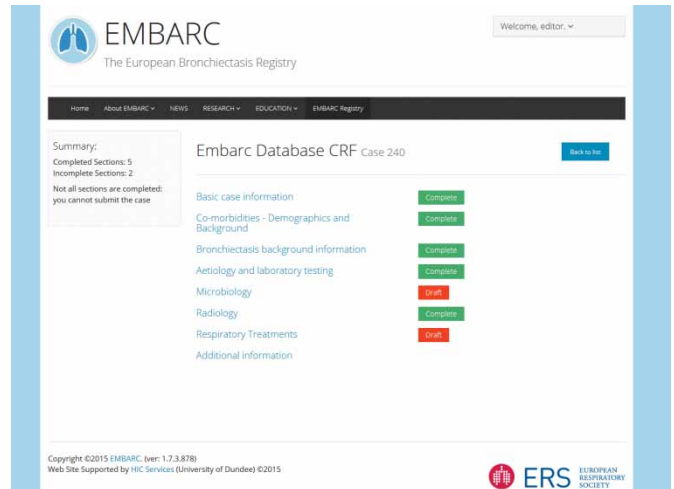 EMBARC
The European Bronchiectasis Registry
Welcome, editor.
Home About EMBARC NEWS RESEARCH EDUCATION EMBARC Registry
Summary:
Completed Sections: 5
Incomplete Sections: 2
Not all sections are completed:
you cannot submit the case
Embarc Database CRF Case 240
Back to list
Basic case information Complete
Co-morbidities - Demographics and
Background
Complete
Bronchiectasis background information Complete
Aetiology and laboratory testing Complete
Microbiology Draft
Radiology Complete
Respiratory Treatments Draft
Additional information
Copyright ©2015 EMBARC. (ver: 1.7.3.878)
Web Site Supported by HIC Services (University of Dundee) ©2015
ERS
EUROPEAN
RESPIRATORY
SOCIETY